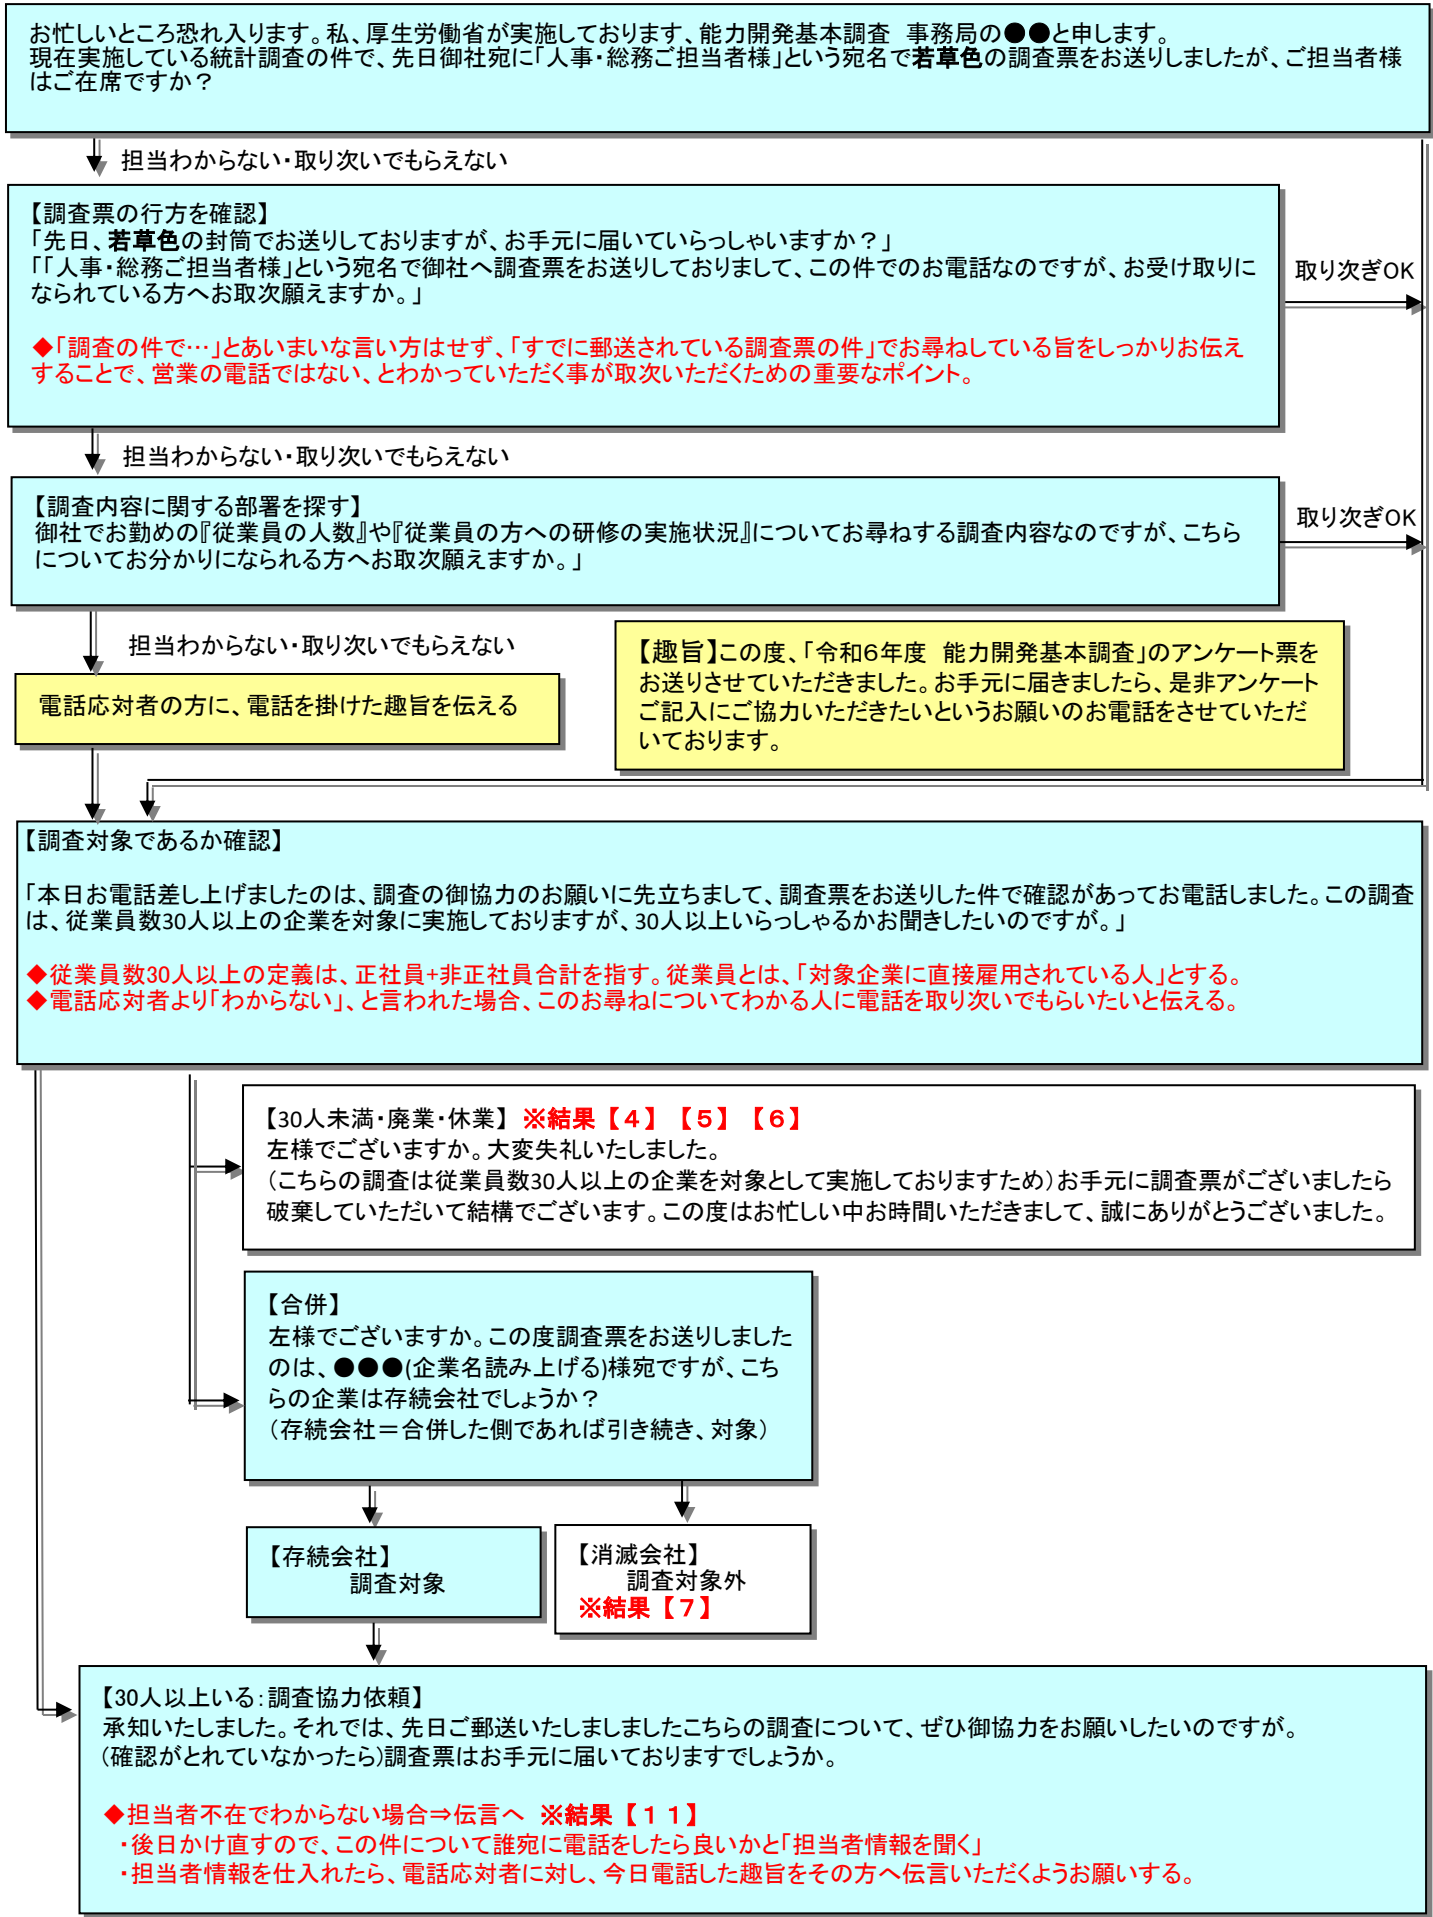 お忙しいところ恐れ入ります。私、厚生労働省が実施しております、能力開発基本調査　事務局の●●と申します。
現在実施している統計調査の件で、先日御社宛に「人事・総務ご担当者様」という宛名で若草色の調査票をお送りしましたが、ご担当者様
はご在席ですか？
担当わからない・取り次いでもらえない
【調査票の行方を確認】
「先日、若草色の封筒でお送りしておりますが、お手元に届いていらっしゃいますか？」
「「人事・総務ご担当者様」という宛名で御社へ調査票をお送りしておりまして、この件でのお電話なのですが、お受け取りに
なられている方へお取次願えますか。」
◆「調査の件で…」とあいまいな言い方はせず、「すでに郵送されている調査票の件」でお尋ねしている旨をしっかりお伝え
することで、営業の電話ではない、とわかっていただく事が取次いただくための重要なポイント。
取り次ぎOK
担当わからない・取り次いでもらえない
【調査内容に関する部署を探す】
御社でお勤めの『従業員の人数』や『従業員の方への研修の実施状況』についてお尋ねする調査内容なのですが、こちら
についてお分かりになられる方へお取次願えますか。」
取り次ぎOK
担当わからない・取り次いでもらえない
電話応対者の方に、電話を掛けた趣旨を伝える
【趣旨】この度、「令和6年度　能力開発基本調査」のアンケート票を
お送りさせていただきました。お手元に届きましたら、是非アンケート
ご記入にご協力いただきたいというお願いのお電話をさせていただ
いております。
【調査対象であるか確認】
「本日お電話差し上げましたのは、調査の御協力のお願いに先立ちまして、調査票をお送りした件で確認があってお電話しました。この調査
は、従業員数30人以上の企業を対象に実施しておりますが、30人以上いらっしゃるかお聞きしたいのですが。」
◆従業員数30人以上の定義は、正社員+非正社員合計を指す。従業員とは、「対象企業に直接雇用されている人」とする。
◆電話応対者より「わからない」、と言われた場合、このお尋ねについてわかる人に電話を取り次いでもらいたいと伝える。
【30人未満・廃業・休業】 ※結果【４】【５】【６】
左様でございますか。大変失礼いたしました。
（こちらの調査は従業員数30人以上の企業を対象として実施しておりますため）お手元に調査票がございましたら
破棄していただいて結構でございます。この度はお忙しい中お時間いただきまして、誠にありがとうございました。
【合併】
左様でございますか。この度調査票をお送りしました
のは、●●●(企業名読み上げる)様宛ですが、こち
らの企業は存続会社でしょうか？
（存続会社＝合併した側であれば引き続き、対象）
【存続会社】
調査対象
【消滅会社】
調査対象外
※結果【７】
【30人以上いる：調査協力依頼】
承知いたしました。それでは、先日ご郵送いたしましましたこちらの調査について、ぜひ御協力をお願いしたいのですが。
(確認がとれていなかったら)調査票はお手元に届いておりますでしょうか。
◆担当者不在でわからない場合⇒伝言へ ※結果【１１】
・後日かけ直すので、この件について誰宛に電話をしたら良いかと「担当者情報を聞く」
・担当者情報を仕入れたら、電話応対者に対し、今日電話した趣旨をその方へ伝言いただくようお願いする。